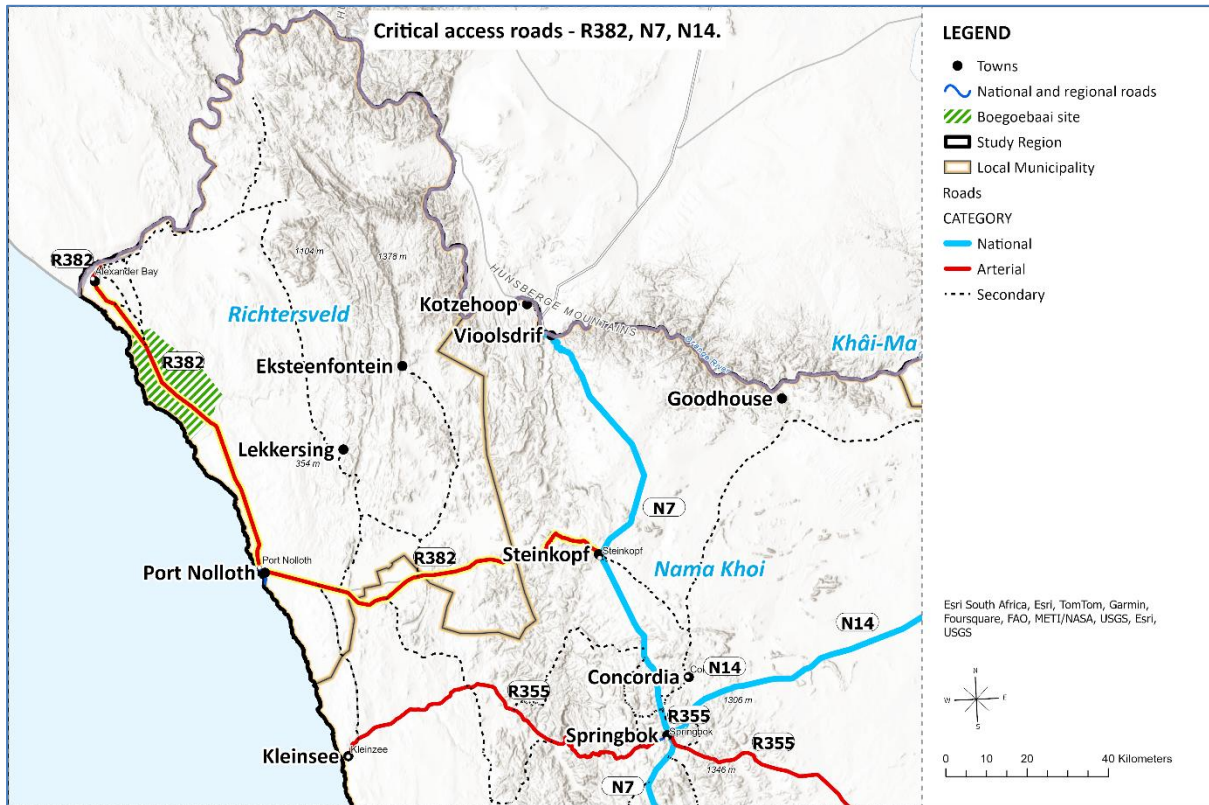 Critical access roads - R382, N7, N14.
R382
Alexander Bay
1104 m
1378 m
HUNSBERGE MOUNTAINS
Kotzehoop
Vioolsdrif
Richtersveld
Orange River
Khâi-Ma
R382
Eksteenfontein
Goodhouse
Lekkersing
354 m
N7
Port Nolloth
Port Nolloth
R382
Steinkopf
Steinkopf
Nama Khoi
N14
Concordia
N14
R355
1306 m
R355
Springbok
Springbok
R355
Kleinsee
Kleinzee
N7
1346 m
LEGEND
Towns
National and regional roads
Boegoebaai site
Study Region
Local Municipality
Roads
CATEGORY
National
Arterial
Secondary
Esri South Africa, Esri, TomTom, Garmin,
Foursquare, FAO, METI/NASA, USGS, Esri,
USGS
N
W E
S
0 10 20 40 Kilometers